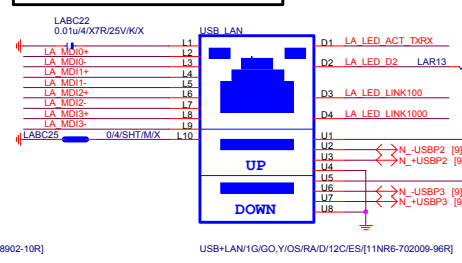 LABC22
0.01u/4/X7R/25V/K/X
USB_LAN
L1
LA_MDI0+ L2
LA_MDI0- L3
LA_MDI1+ L4
LA_MDI1- L5
LA_MDI2+ L6
LA_MDI2- L7
LA_MDI3+ L8
LA_MDI3- L9
LABC25 0/4/SHT/M/X L10
D1 LA_LED_ACT_TXRX
D2 LA_LED_D2 LAR13
D3 LA_LED_LINK100
D4 LA_LED_LINK1000
U1
U2 N_-USBP2 [9]
U3 N_+USBP2 [9]
UP
U4
U5
U6 N_-USBP3 [9]
U7 N_+USBP3 [9]
DOWN
U8
8902-10R]
USB+LAN/1G/GO,Y/OS/RA/D/12C/ES/[11NR6-702009-96R]